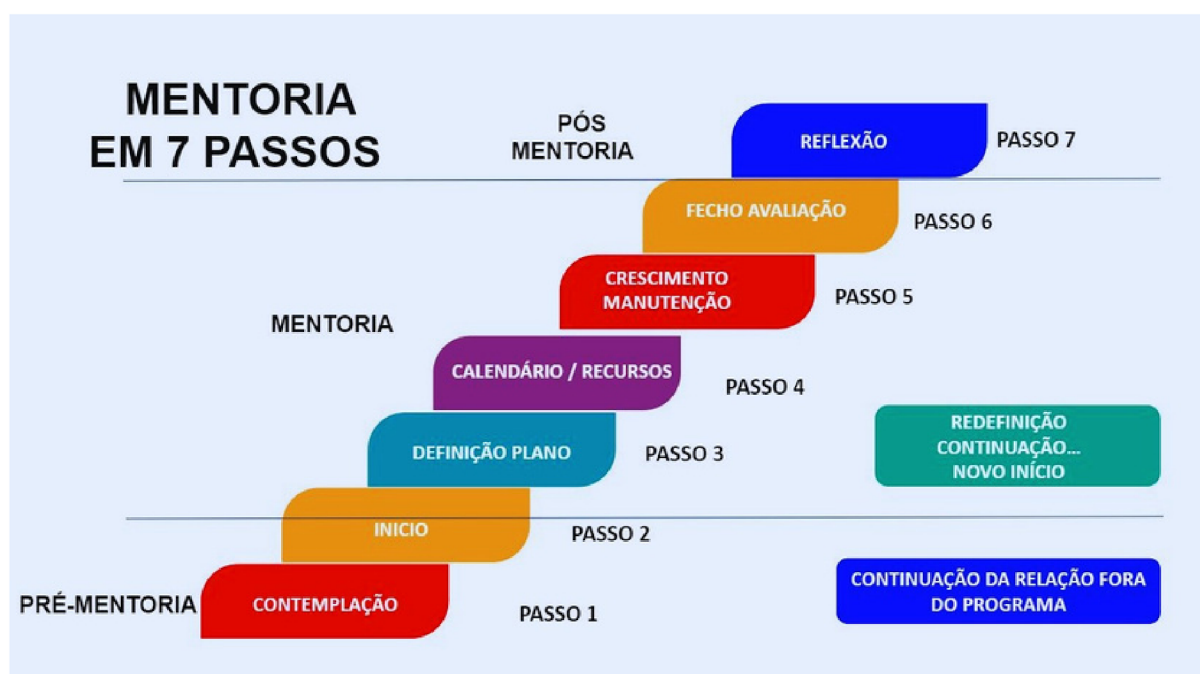 MENTORIA
EM 7 PASSOS
PÓS
MENTORIA
REFLEXÃO
PASSO 7
FECHO AVALIAÇÃO
PASSO 6
CRESCIMENTO
MANUTENÇÃO
PASSO 5
MENTORIA
CALENDÁRIO / RECURSOS
PASSO 4
DEFINIÇÃO PLANO
PASSO 3
REDEFINIÇÃO
CONTINUAÇÃO...
NOVO INÍCIO
INICIO
PASSO 2
PRÉ-MENTORIA
CONTEMPLAÇÃO
PASSO 1
CONTINUAÇÃO DA RELAÇÃO FORA
DO PROGRAMA